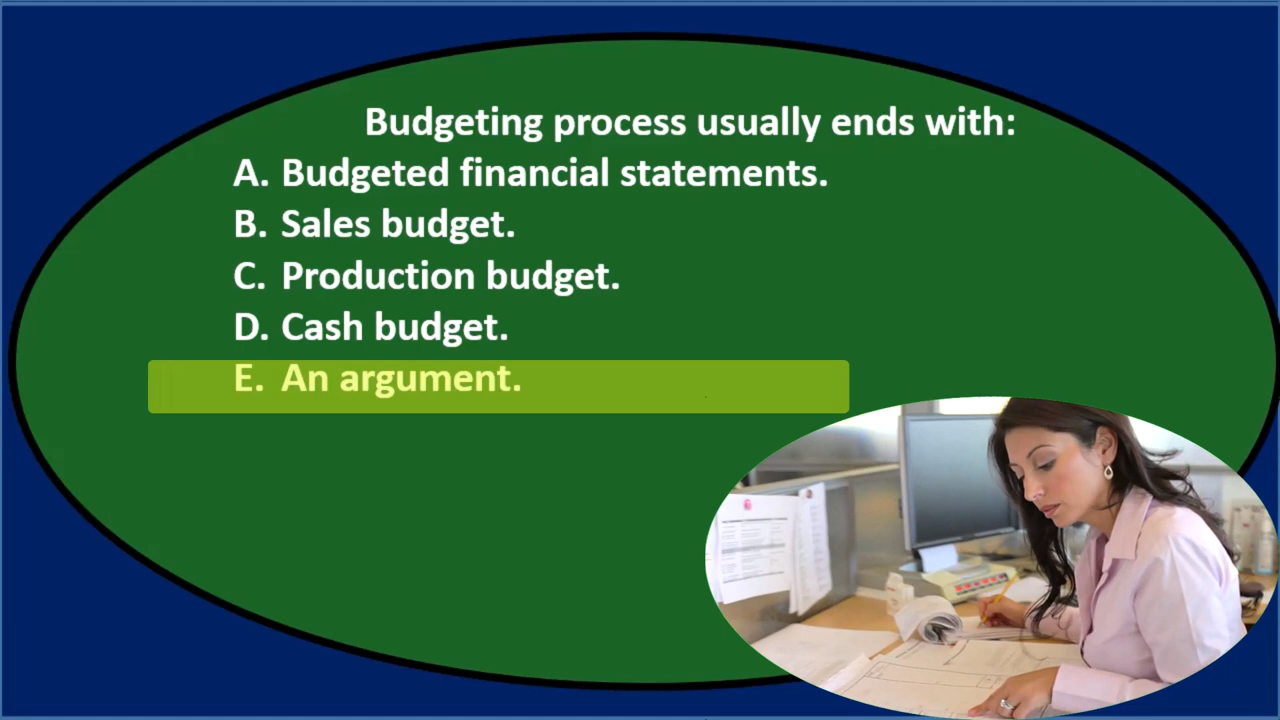 Budgeting process usually ends with:
A. Budgeted financial statements.
B. Sales budget.
C. Production budget.
D. Cash budget.
E. An argument.